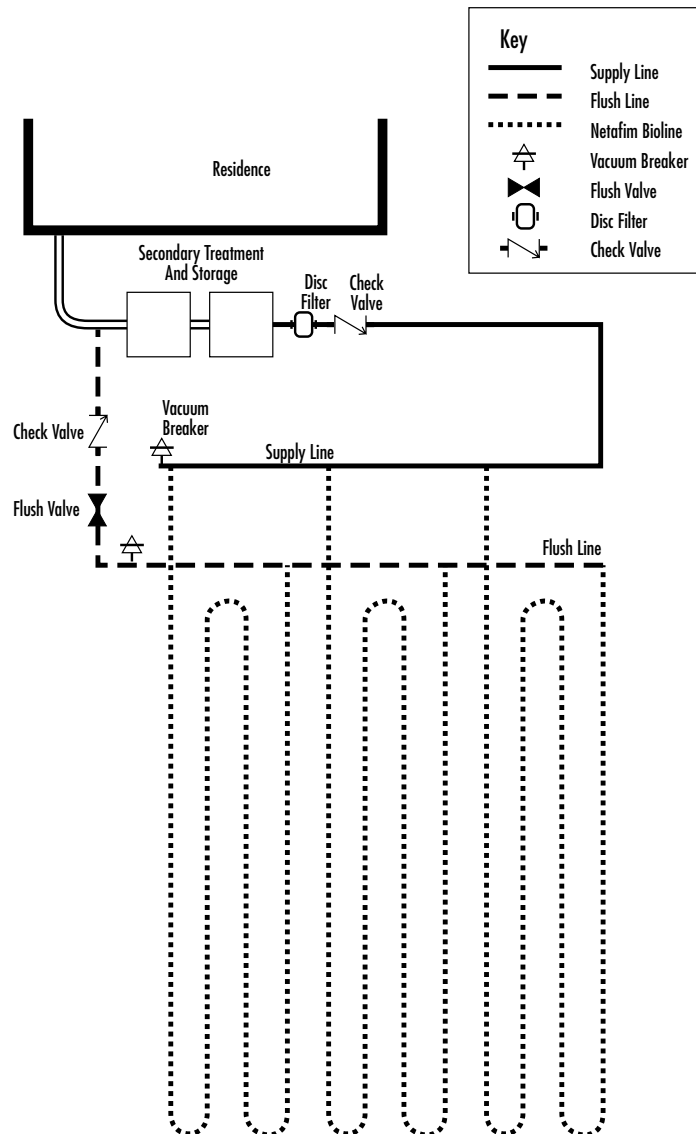 Key
Supply Line
Flush Line
Netafim Bioline
Vacuum Breaker
Flush Valve
Disc Filter
Check Valve
Residence
Secondary Treatment
And Storage
Disc
Filter
Check
Valve
Vacuum
Breaker
Check Valve
Supply Line
Flush Valve
Flush Line